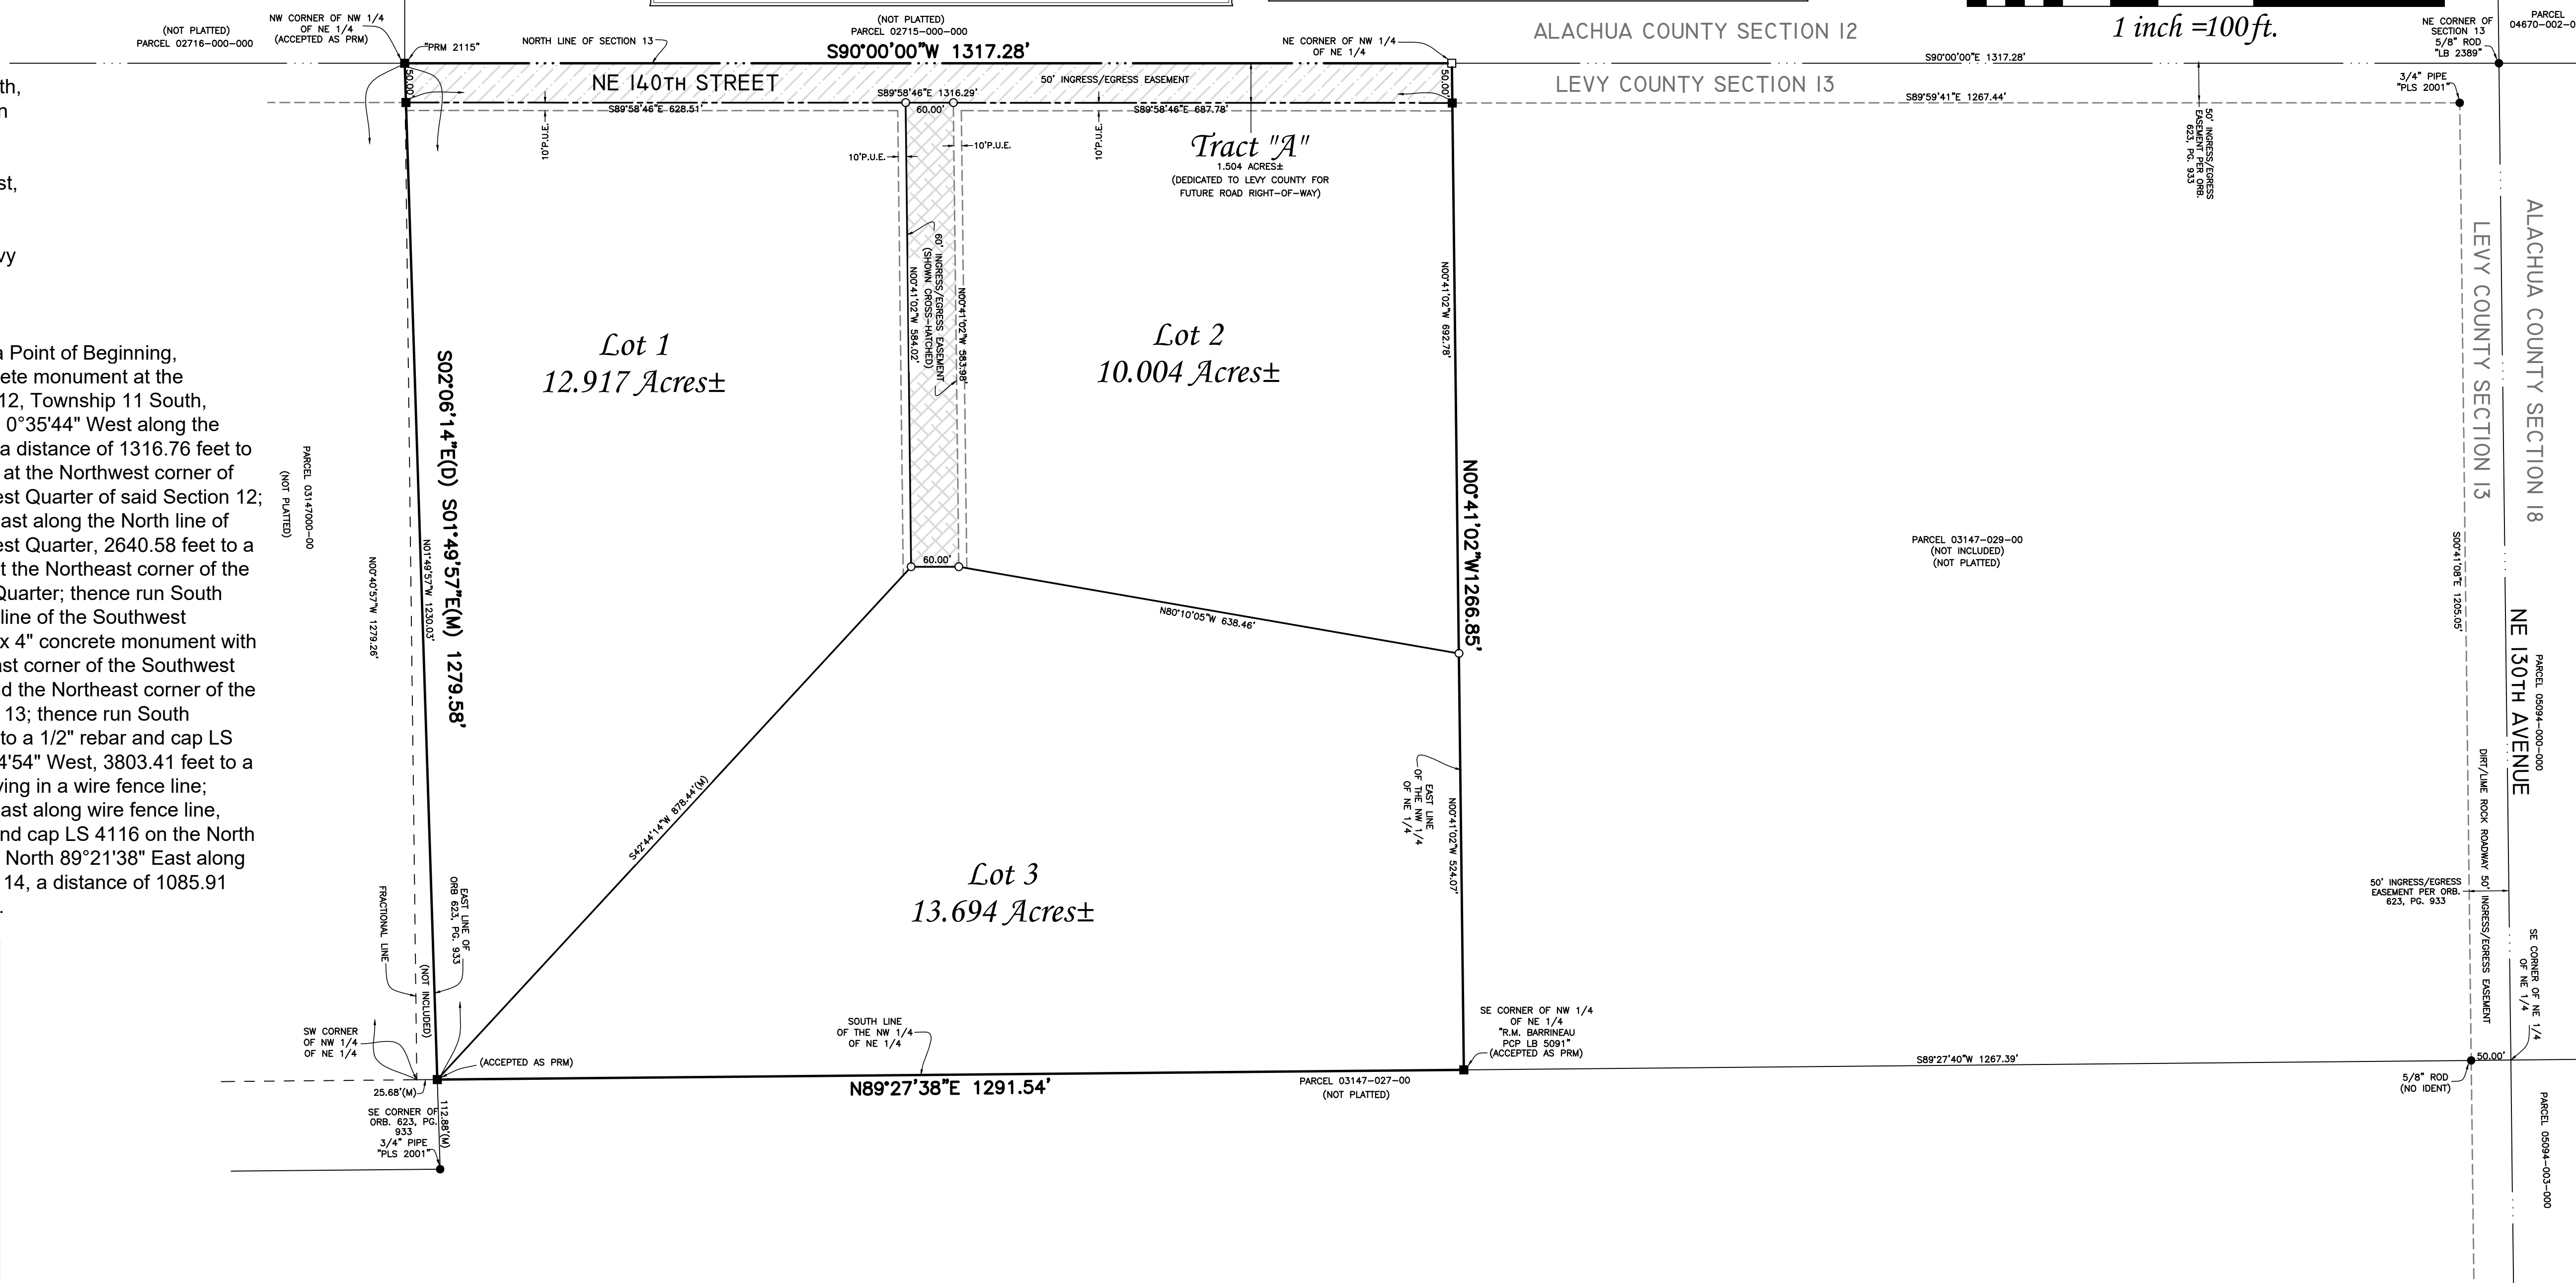 (NOT PLATTED)
PARCEL 02716-000-000
NW CORNER OF NW 1/4
OF NE 1/4
(ACCEPTED AS PRM)
"PRM 2115"
NORTH LINE OF SECTION 13
(NOT PLATTED)
PARCEL 02715-000-000
S90°00'00"W 1317.28'
NE CORNER OF NW 1/4
OF NE 1/4
ALACHUA COUNTY SECTION 12
1 inch =100ft.
NE CORNER OF
SECTION 13
5/8" ROD
"LB 2389"
PARCEL
04670-002-0
S90°00'00"E 1317.28'
LEVY COUNTY SECTION 13
3/4" PIPE
"PLS 2001"
50.00'
NE 140TH STREET
50' INGRESS/EGRESS EASEMENT
50.00'
S89°58'46"E 1316.29'
S89°58'46"E 628.51'
60.00'
S89°58'46"E 687.78'
S89°59'41"E 1267.44'
10'P.U.E.
10'P.U.E.
10'P.U.E.
10'P.U.E.
Tract "A"
1.504 ACRES±
(DEDICATED TO LEVY COUNTY FOR
FUTURE ROAD RIGHT-OF-WAY)
50' INGRESS/EGRESS
EASEMENT PER ORB.
623, PG. 933
60' INGRESS/EGRESS EASEMENT
(SHOWN CROSS-HATCHED)
N00°41'02"W 584.02'
N00°41'02"W 583.98'
N00°41'02"W 692.78'
Lot 1
12.917 Acres±
Lot 2
10.004 Acres±
LEVY COUNTY SECTION 13
ALACHUA COUNTY SECTION 18
th,
n
st,
vy
a Point of Beginning,
ete monument at the
12, Township 11 South,
0°35'44" West along the
a distance of 1316.76 feet to
at the Northwest corner of
est Quarter of said Section 12;
ast along the North line of
est Quarter, 2640.58 feet to a
t the Northeast corner of the
Quarter; thence run South
line of the Southwest
x 4" concrete monument with
ast corner of the Southwest
d the Northeast corner of the
13; thence run South
to a 1/2" rebar and cap LS
4'54" West, 3803.41 feet to a
ying in a wire fence line;
ast along wire fence line,
nd cap LS 4116 on the North
North 89°21'38" East along
14, a distance of 1085.91
.
PARCEL 03147000-00
(NOT PLATTED)
N00°40'57"W 1279.26'
N01°49'57"W 1230.03'
S02°06'14"E(D) S01°49'57"E(M) 1279.58'
60.00'
N80°10'05"W 638.46'
N00°41'02"W1266.85'
PARCEL 03147-029-00
(NOT INCLUDED)
(NOT PLATTED)
S00°41'08"E 1205.05'
NE 130TH AVENUE
PARCEL 05094-000-000
DIRT/LIME ROCK ROADWAY 50' INGRESS/EGRESS EASEMENT
S42°44'14"W 878.44'(M)
EAST LINE
OF THE NW 1/4
OF NE 1/4
N00°41'02"W 524.07'
Lot 3
13.694 Acres±
50' INGRESS/EGRESS
EASEMENT PER ORB.
623, PG. 933
FRACTIONAL LINE
EAST LINE OF
ORB 623, PG. 933
(NOT INCLUDED)
SW CORNER
OF NW 1/4
OF NE 1/4
(ACCEPTED AS PRM)
SOUTH LINE
OF THE NW 1/4
OF NE 1/4
SE CORNER OF NW 1/4
OF NE 1/4
"R.M. BARRINEAU
PCP LB 5091"
(ACCEPTED AS PRM)
SE CORNER OF NE 1/4
OF NE 1/4
N89°27'38"E 1291.54'
PARCEL 03147-027-00
(NOT PLATTED)
S89°27'40"W 1267.39'
50.00'
5/8" ROD
(NO IDENT)
25.68'(M)
112.88'(M)
SE CORNER OF
ORB. 623, PG.
933
3/4" PIPE
"PLS 2001"
PARCEL 05094-003-000